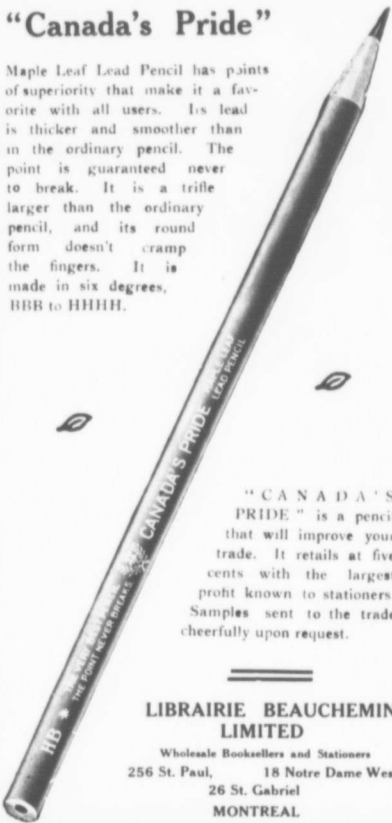 “Canada's Pride”
Maple Leaf Lead Pencil has points
of superiority that make it a fav-
orite with all users. Its lead
is thicker and smoother than
in the ordinary pencil. The
point is guaranteed never
to break. It is a trifle
larger than the ordinary
pencil, and its round
form doesn't cramp
the fingers. It is
made in six degrees,
BBB to HHHH.
HB
THE POINT NEVER BREAKS
CANADA'S PRIDE
LEAD PENCIL
"CANADA'S
PRIDE" is a pencil
that will improve your
trade. It retails at five
cents with the largest
profit known to stationers
Samples sent to the trade
cheerfully upon request.
LIBRAIRIE BEAUCHEMIN
LIMITED
Wholesale Booksellers and Stationers
256 St. Paul, 18 Notre Dame Wes
26 St. Gabriel
MONTREAL